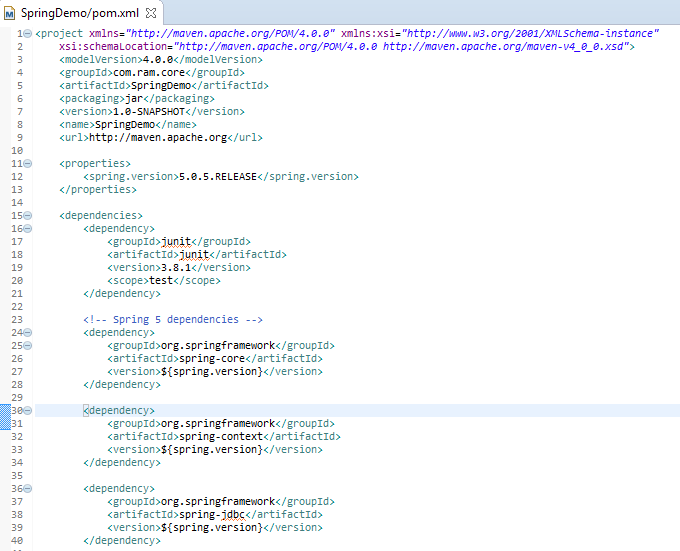 SpringDemo/pom.xml
1 <project xmlns="http://maven.apache.org/POM/4.0.0" xmlns:xsi="http://www.w3.org/2001/XMLSchema-instance"
2     xsi:schemaLocation="http://maven.apache.org/POM/4.0.0 http://maven.apache.org/maven-v4_0_0.xsd">
3     <modelVersion>4.0.0</modelVersion>
4     <groupId>com.ram.core</groupId>
5     <artifactId>SpringDemo</artifactId>
6     <packaging>jar</packaging>
7     <version>1.0-SNAPSHOT</version>
8     <name>SpringDemo</name>
9     <url>http://maven.apache.org</url>
10
11     <properties>
12         <spring.version>5.0.5.RELEASE</spring.version>
13     </properties>
14
15     <dependencies>
16         <dependency>
17             <groupId>junit</groupId>
18             <artifactId>junit</artifactId>
19             <version>3.8.1</version>
20             <scope>test</scope>
21         </dependency>
22
23         <!-- Spring 5 dependencies -->
24         <dependency>
25             <groupId>org.springframework</groupId>
26             <artifactId>spring-core</artifactId>
27             <version>${spring.version}</version>
28         </dependency>
29
30         <dependency>
31             <groupId>org.springframework</groupId>
32             <artifactId>spring-context</artifactId>
33             <version>${spring.version}</version>
34         </dependency>
35
36         <dependency>
37             <groupId>org.springframework</groupId>
38             <artifactId>spring-jdbc</artifactId>
39             <version>${spring.version}</version>
40         </dependency>